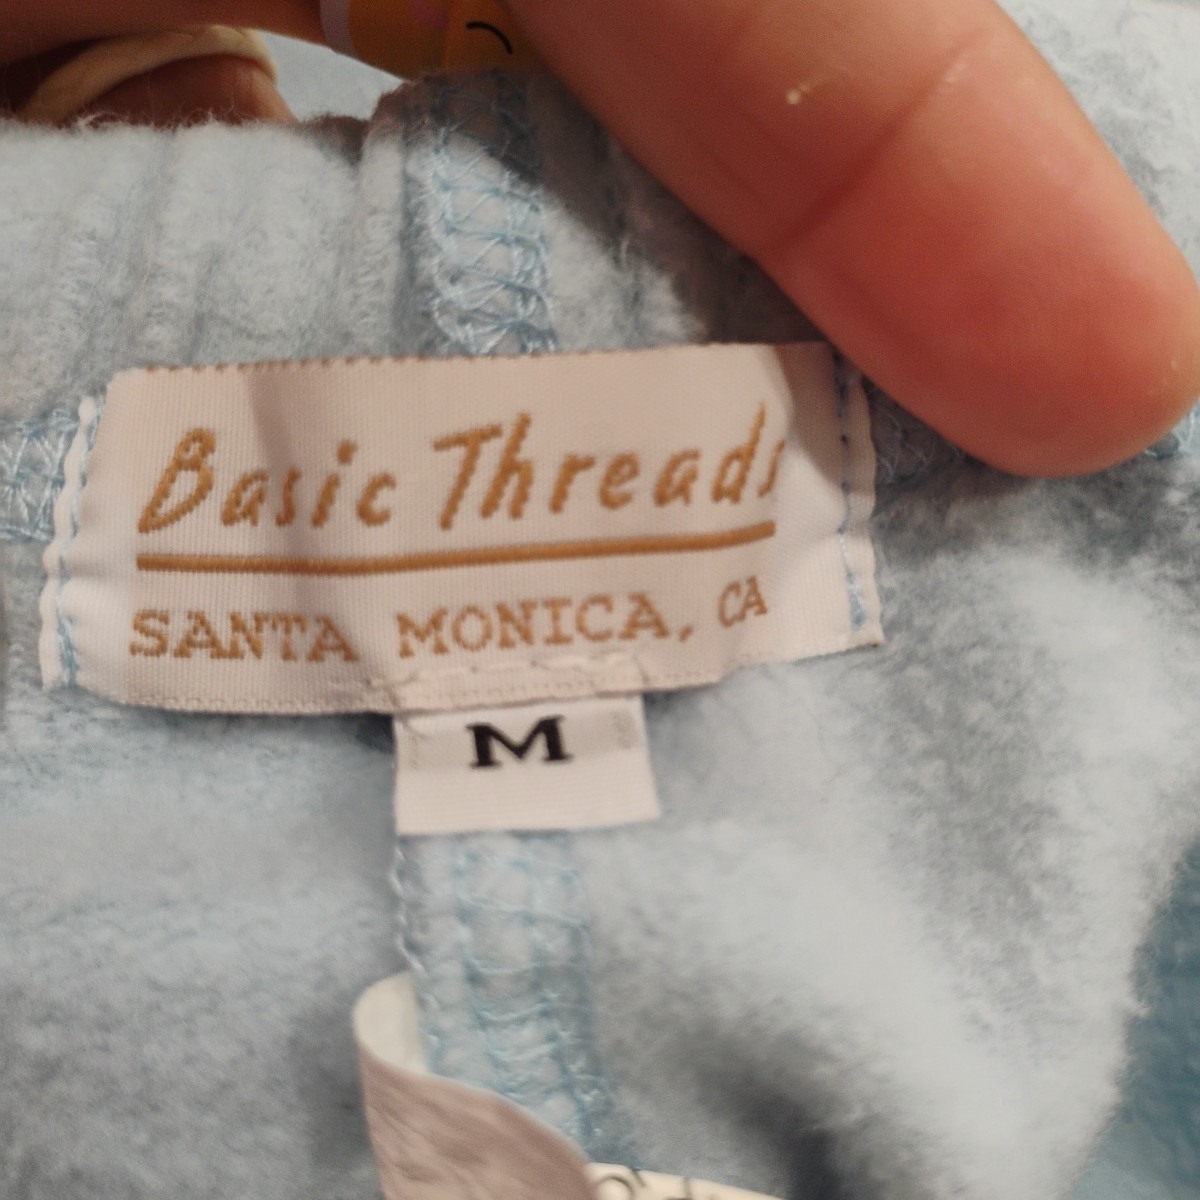 Basic Threads
SANTA MONICA, CA
M